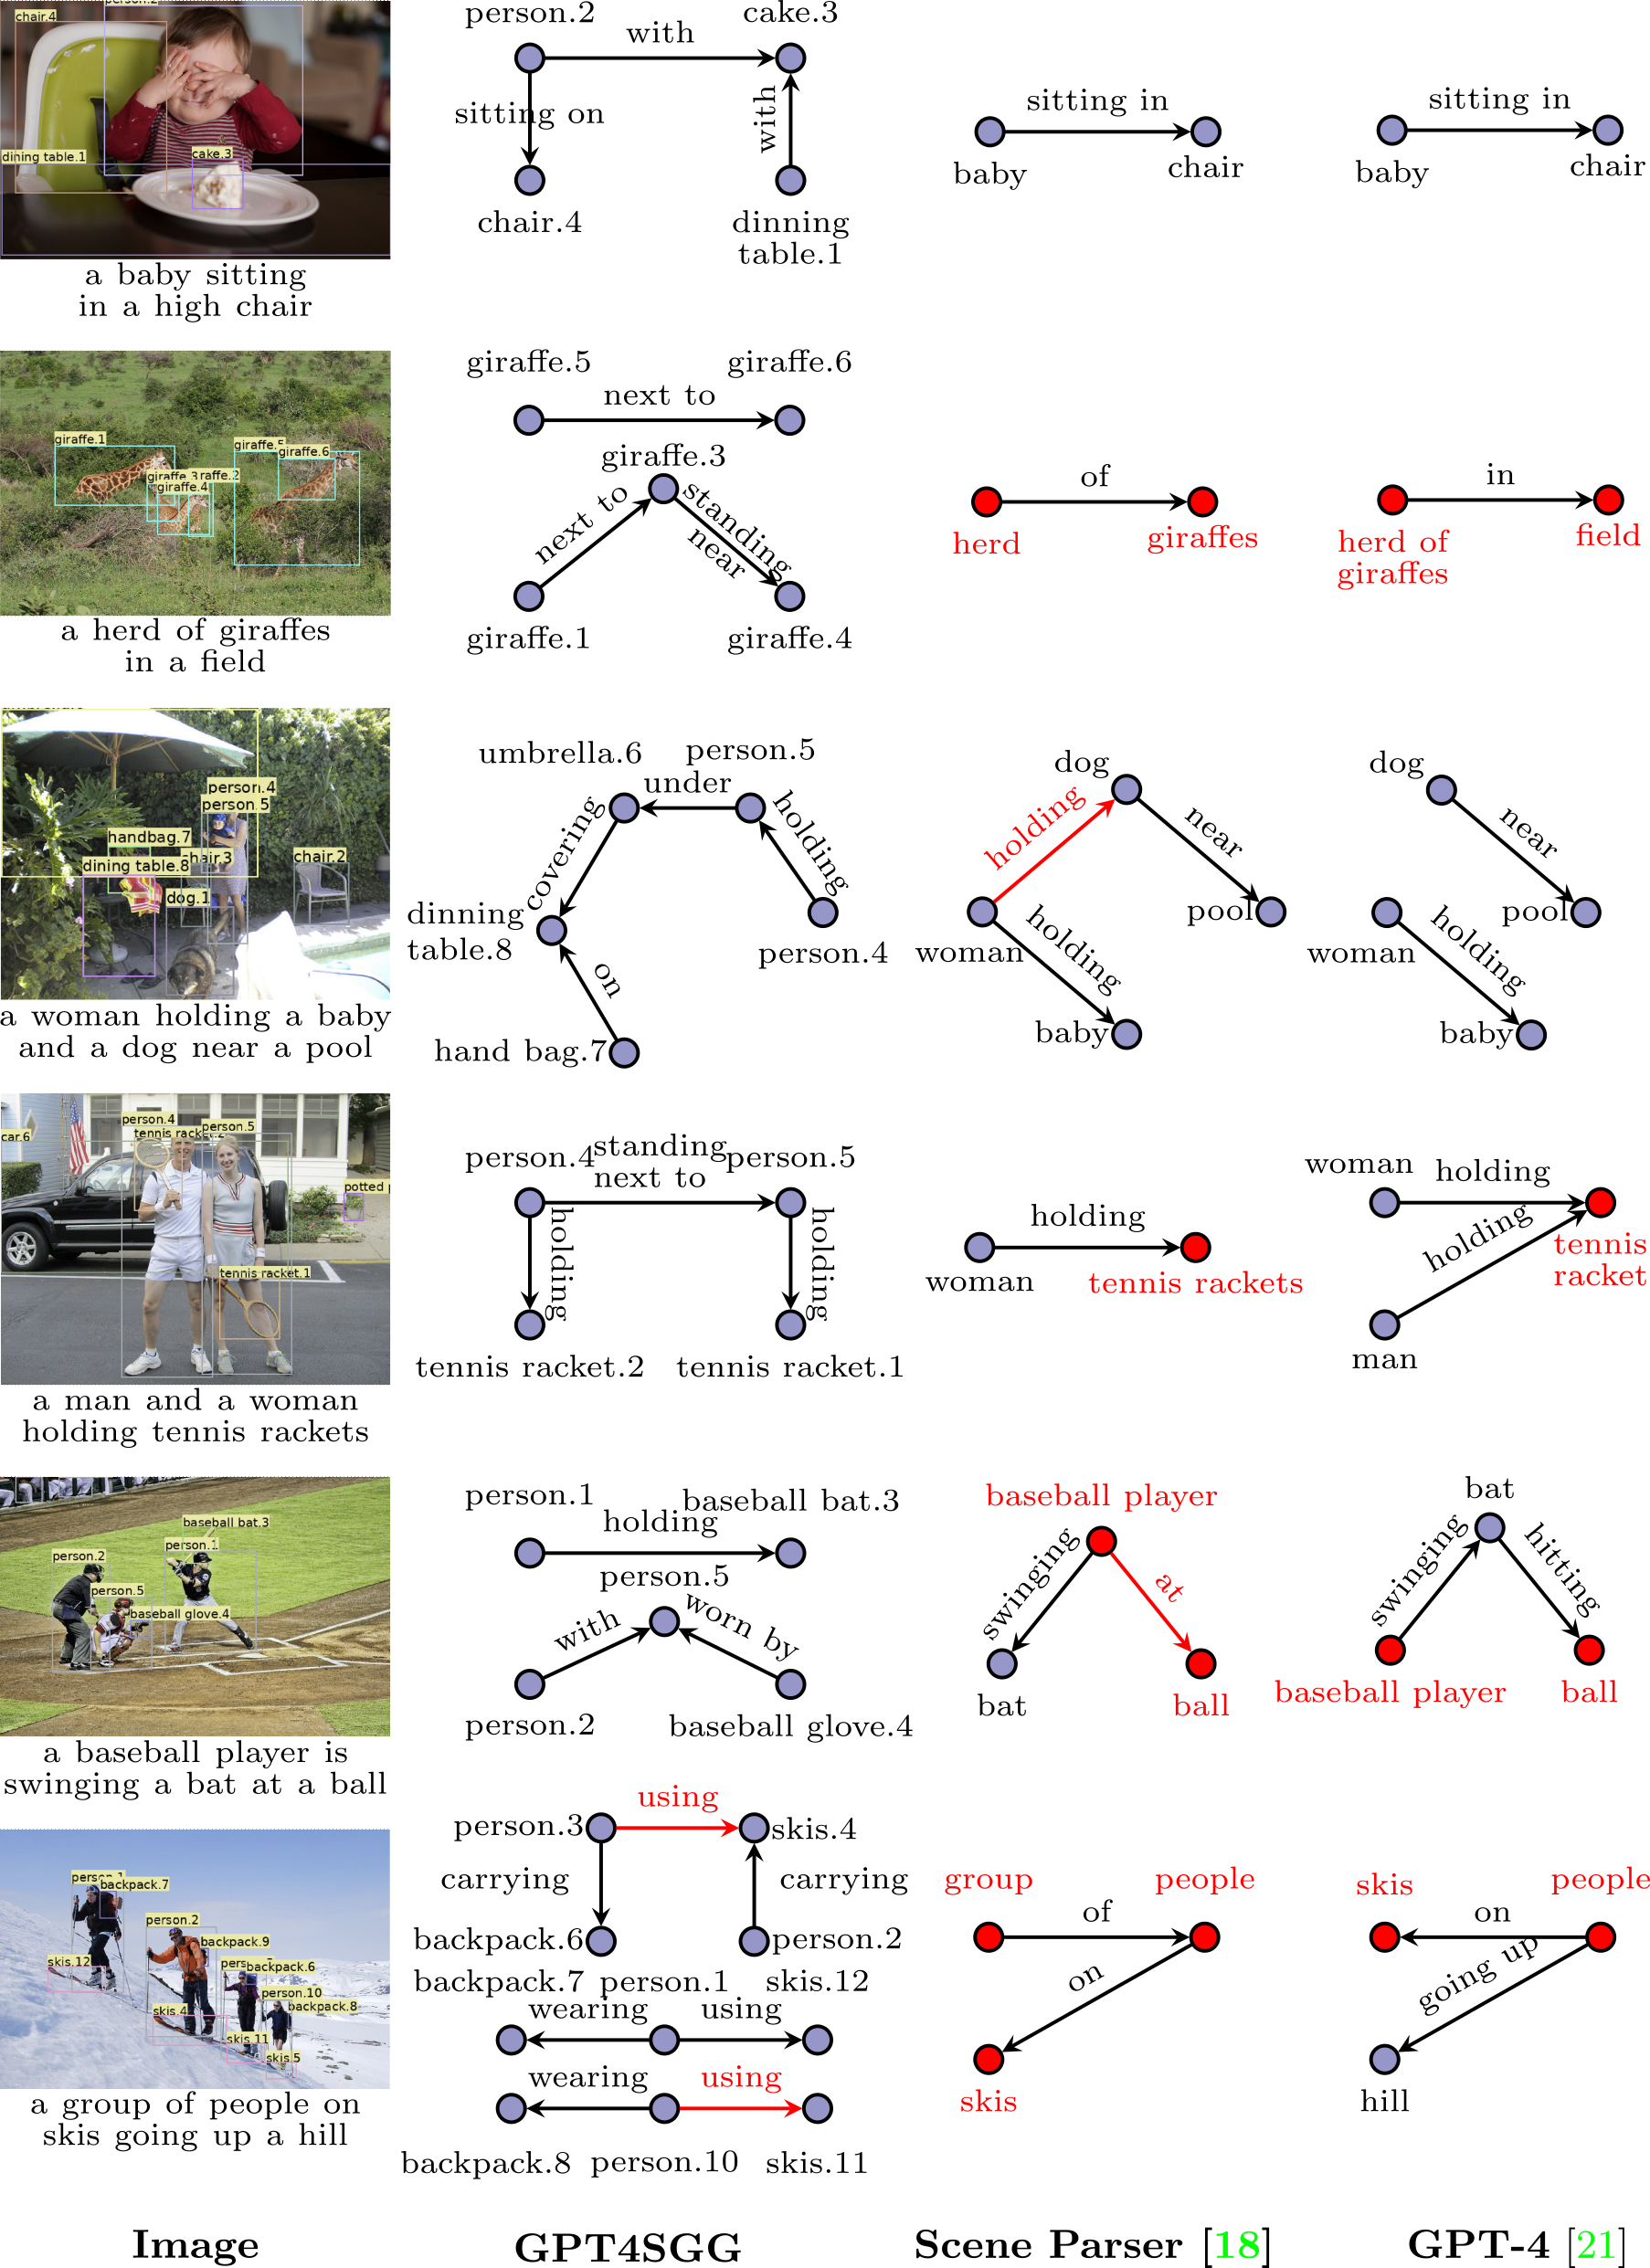 chair.4
dining table.1
cake.3
a baby sitting
in a high chair
person.2
cake.3
with
sitting on
with
chair.4
dinning
table.1
sitting in
baby
chair
sitting in
baby
chair
giraffe.1
giraffe.6
giraffe.4
a herd of giraffes
in a field
giraffe.5
giraffe.6
next to
giraffe.3
next to
standing
near
giraffe.1
giraffe.4
of
herd
giraffes
in
herd of
giraffes
field
person.4
person.5
handbag.7
dining table.8
chair.3
chair.2
dog.1
a woman holding a baby
and a dog near a pool
umbrella.6
person.5
under
covering
holding
dinning
table.8
person.4
on
hand bag.7
dog
holding
near
woman
pool
holding
baby
dog
near
woman
pool
holding
baby
person.4
person.5
tennis racket.2
car.6
potted p
tennis racket.1
a man and a woman
holding tennis rackets
person.4
standing
next to
person.5
holding
holding
tennis racket.2
tennis racket.1
holding
woman
tennis rackets
woman
holding
holding
tennis
racket
man
baseball bat.3
person.1
person.2
person.5
baseball glove.4
a baseball player is
swinging a bat at a ball
person.1
baseball bat.3
holding
person.5
with
worn by
person.2
baseball glove.4
baseball player
swinging
at
bat
ball
bat
swinging
hitting
baseball player
ball
backpack.7
person.2
backpack.9
backpack.6
skis.12
person.10
backpack.8
skis.4
skis.11
skis.5
a group of people on
skis going up a hill
using
person.3
skis.4
carrying
carrying
backpack.6
person.2
backpack.7
person.1
skis.12
wearing
using
wearing
using
backpack.8
person.10
skis.11
group
people
of
on
skis
skis
people
on
going up
hill
Image
GPT4SGG
Scene Parser [18]
GPT-4 [21]